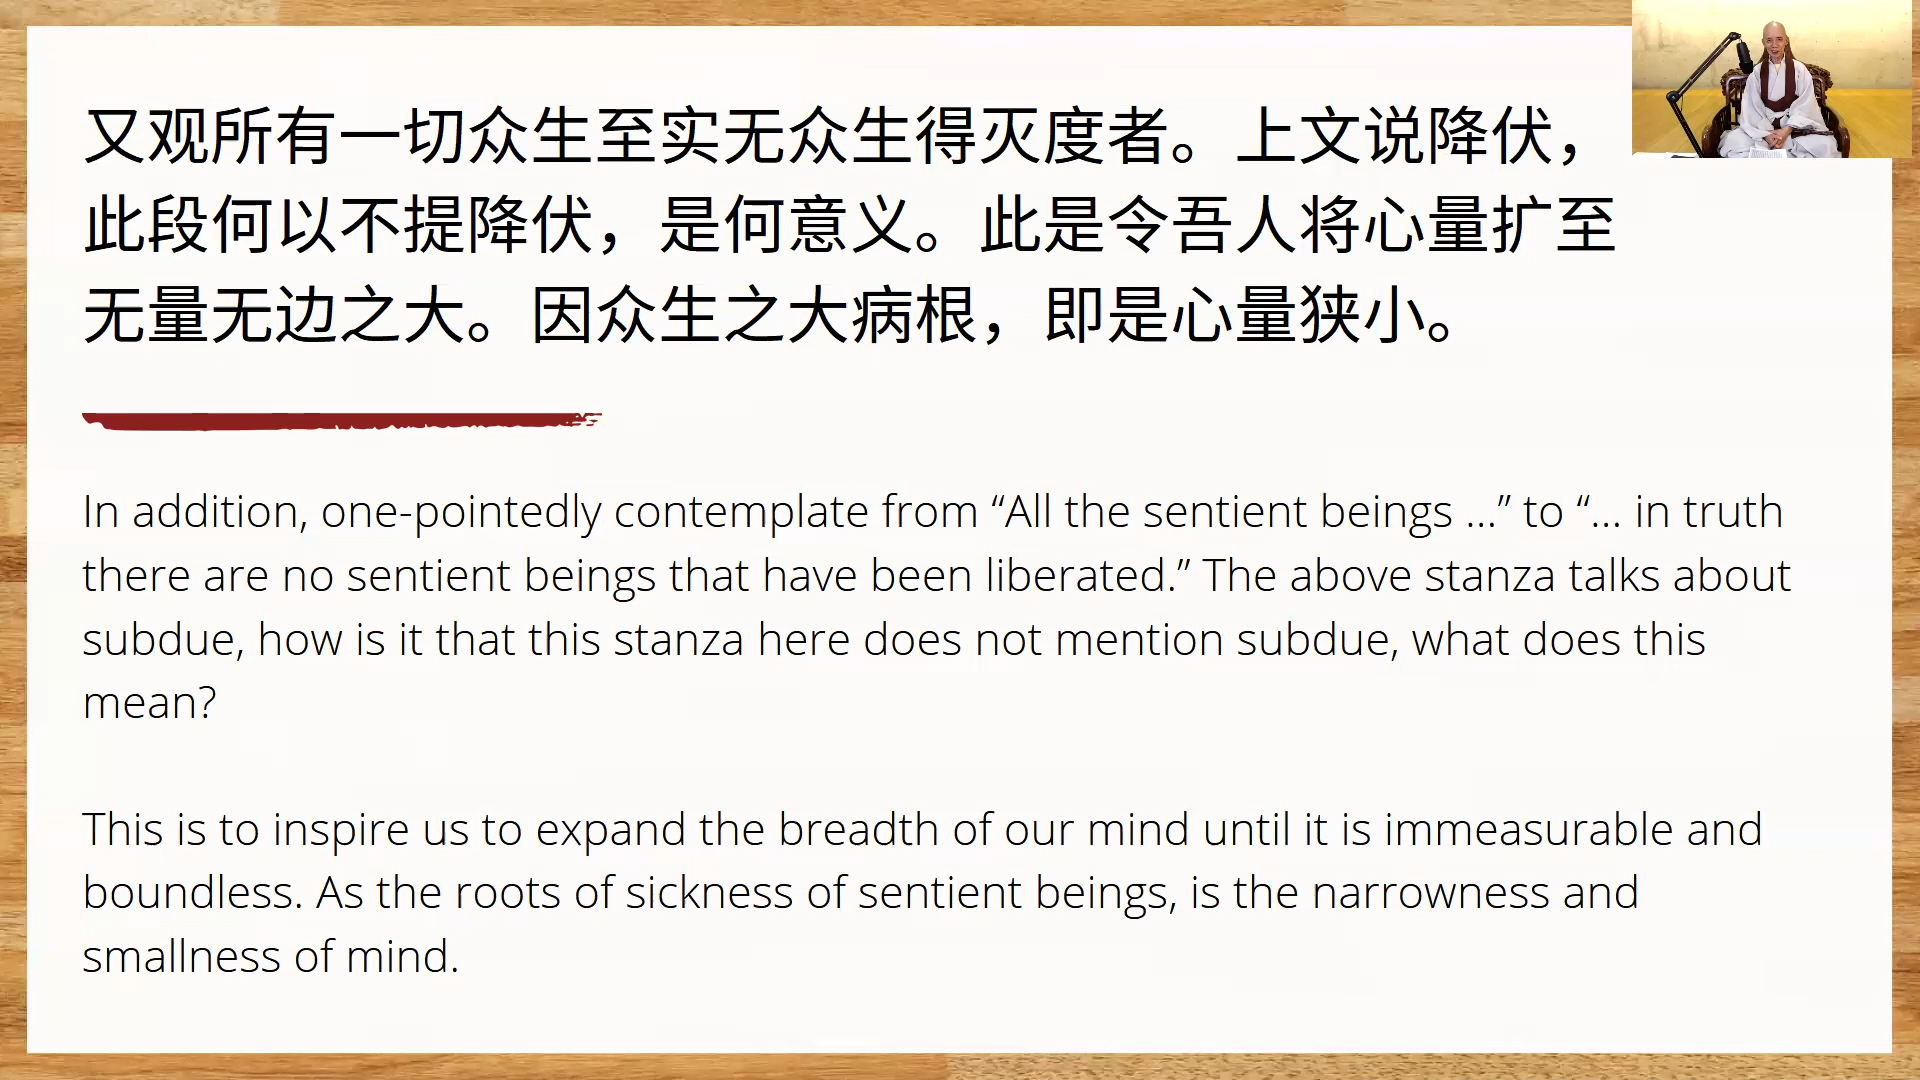 又观所有一切众生至实无众生得灭度者。上文说降伏，
此段何以不提降伏，是何意义。此是令吾人将心量扩至
无量无边之大。因众生之大病根，即是心量狭小。
In addition, one-pointedly contemplate from “All the sentient beings ...” to “... in truth
there are no sentient beings that have been liberated.” The above stanza talks about
subdue, how is it that this stanza here does not mention subdue, what does this
mean?
This is to inspire us to expand the breadth of our mind until it is immeasurable and
boundless. As the roots of sickness of sentient beings, is the narrowness and
smallness of mind.